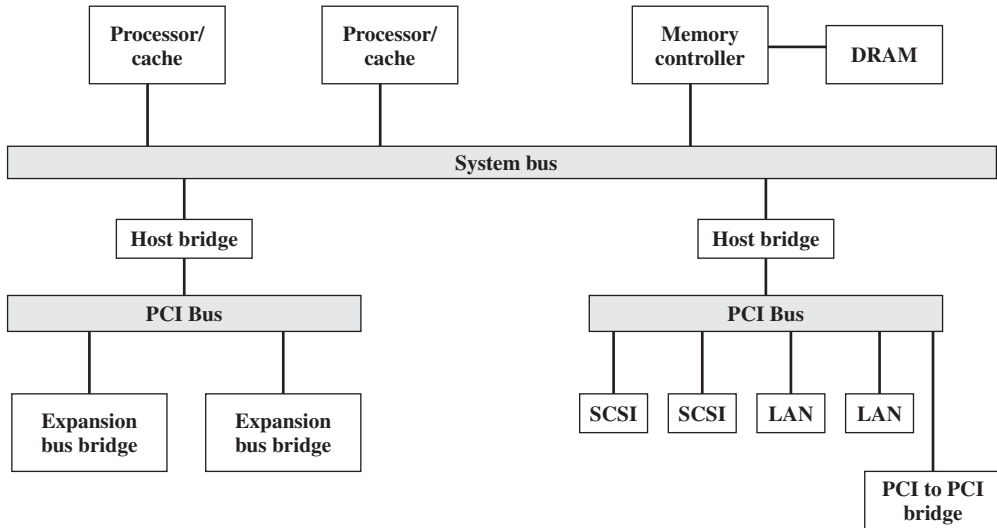 Processor/
cache
Processor/
cache
Memory
controller
DRAM
System bus
Host bridge
Host bridge
PCI Bus
PCI Bus
Expansion
bus bridge
Expansion
bus bridge
SCSI
SCSI
LAN
LAN
PCI to PCI
bridge